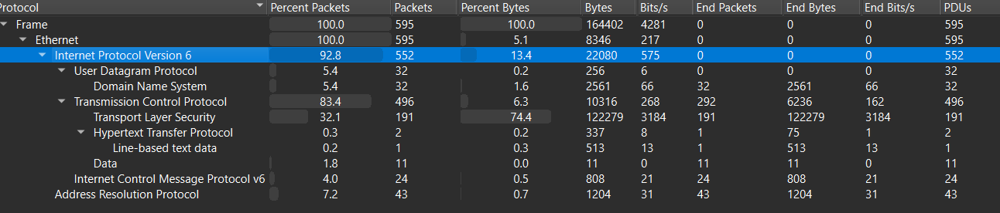 Protocol Percent Packets Packets Percent Bytes Bytes Bits/s End Packets End Bytes End Bits/s PDUs
Frame 100.0 595 100.0 164402 4281 0 0 0 595
Ethernet 100.0 595 5.1 8346 217 0 0 0 595
Internet Protocol Version 6 92.8 552 13.4 22080 575 0 0 0 552
User Datagram Protocol 5.4 32 0.2 256 6 0 0 0 32
Domain Name System 5.4 32 1.6 2561 66 32 2561 66 32
Transmission Control Protocol 83.4 496 6.3 10316 268 292 6236 162 496
Transport Layer Security 32.1 191 74.4 122279 3184 191 122279 3184 191
Hypertext Transfer Protocol 0.3 2 0.2 337 8 1 75 1 2
Line-based text data 0.2 1 0.3 513 13 1 513 13 1
Data 1.8 11 0.0 11 0 11 11 0 11
Internet Control Message Protocol v6 4.0 24 0.5 808 21 24 808 21 24
Address Resolution Protocol 7.2 43 0.7 1204 31 43 1204 31 43